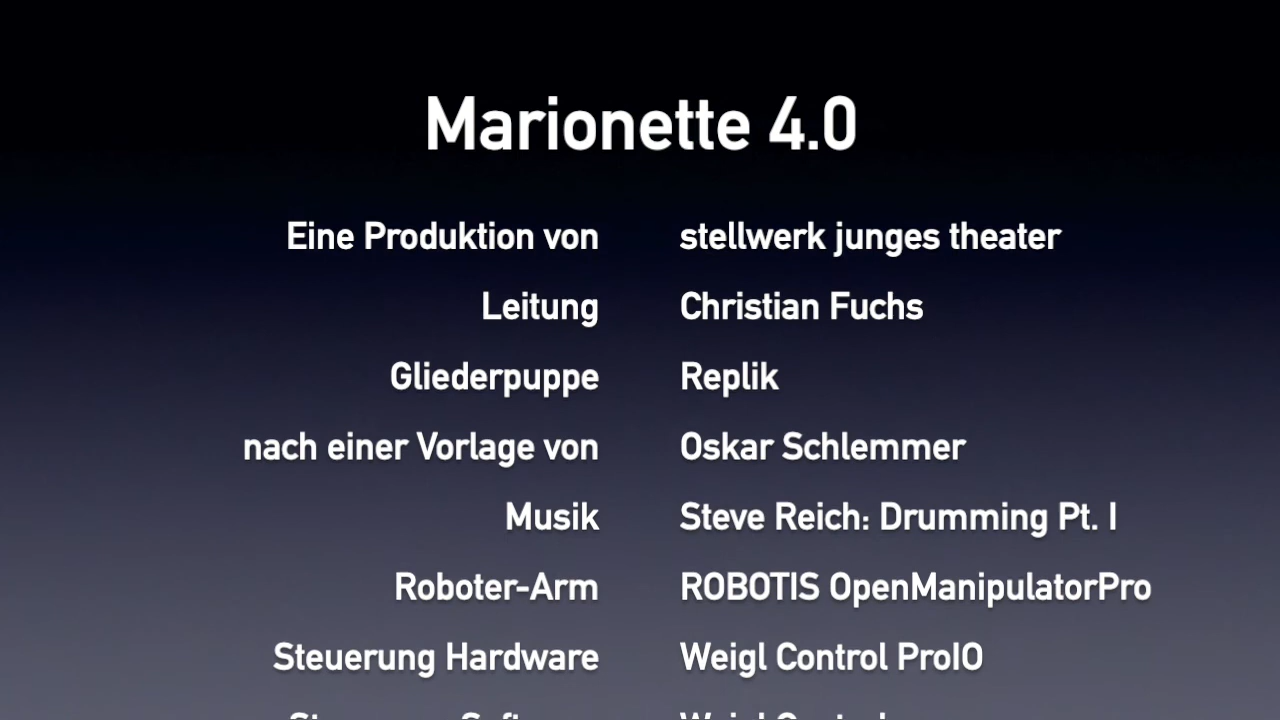 Marionette 4.0
Eine Produktion von stellwerk junges theater
Leitung Christian Fuchs
Gliederpuppe Replik
nach einer Vorlage von Oskar Schlemmer
Musik Steve Reich: Drumming Pt. I
Roboter-Arm ROBOTIS OpenManipulatorPro
Steuerung Hardware Weigl Control ProIO